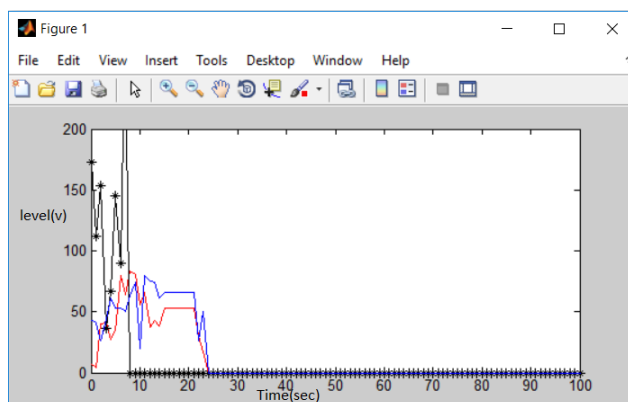 Figure 1
File Edit View Insert Tools Desktop Window Help
200
150
level(v)
100
50
0
0 10 20 30 40 50 60 70 80 90 100
Time(sec)